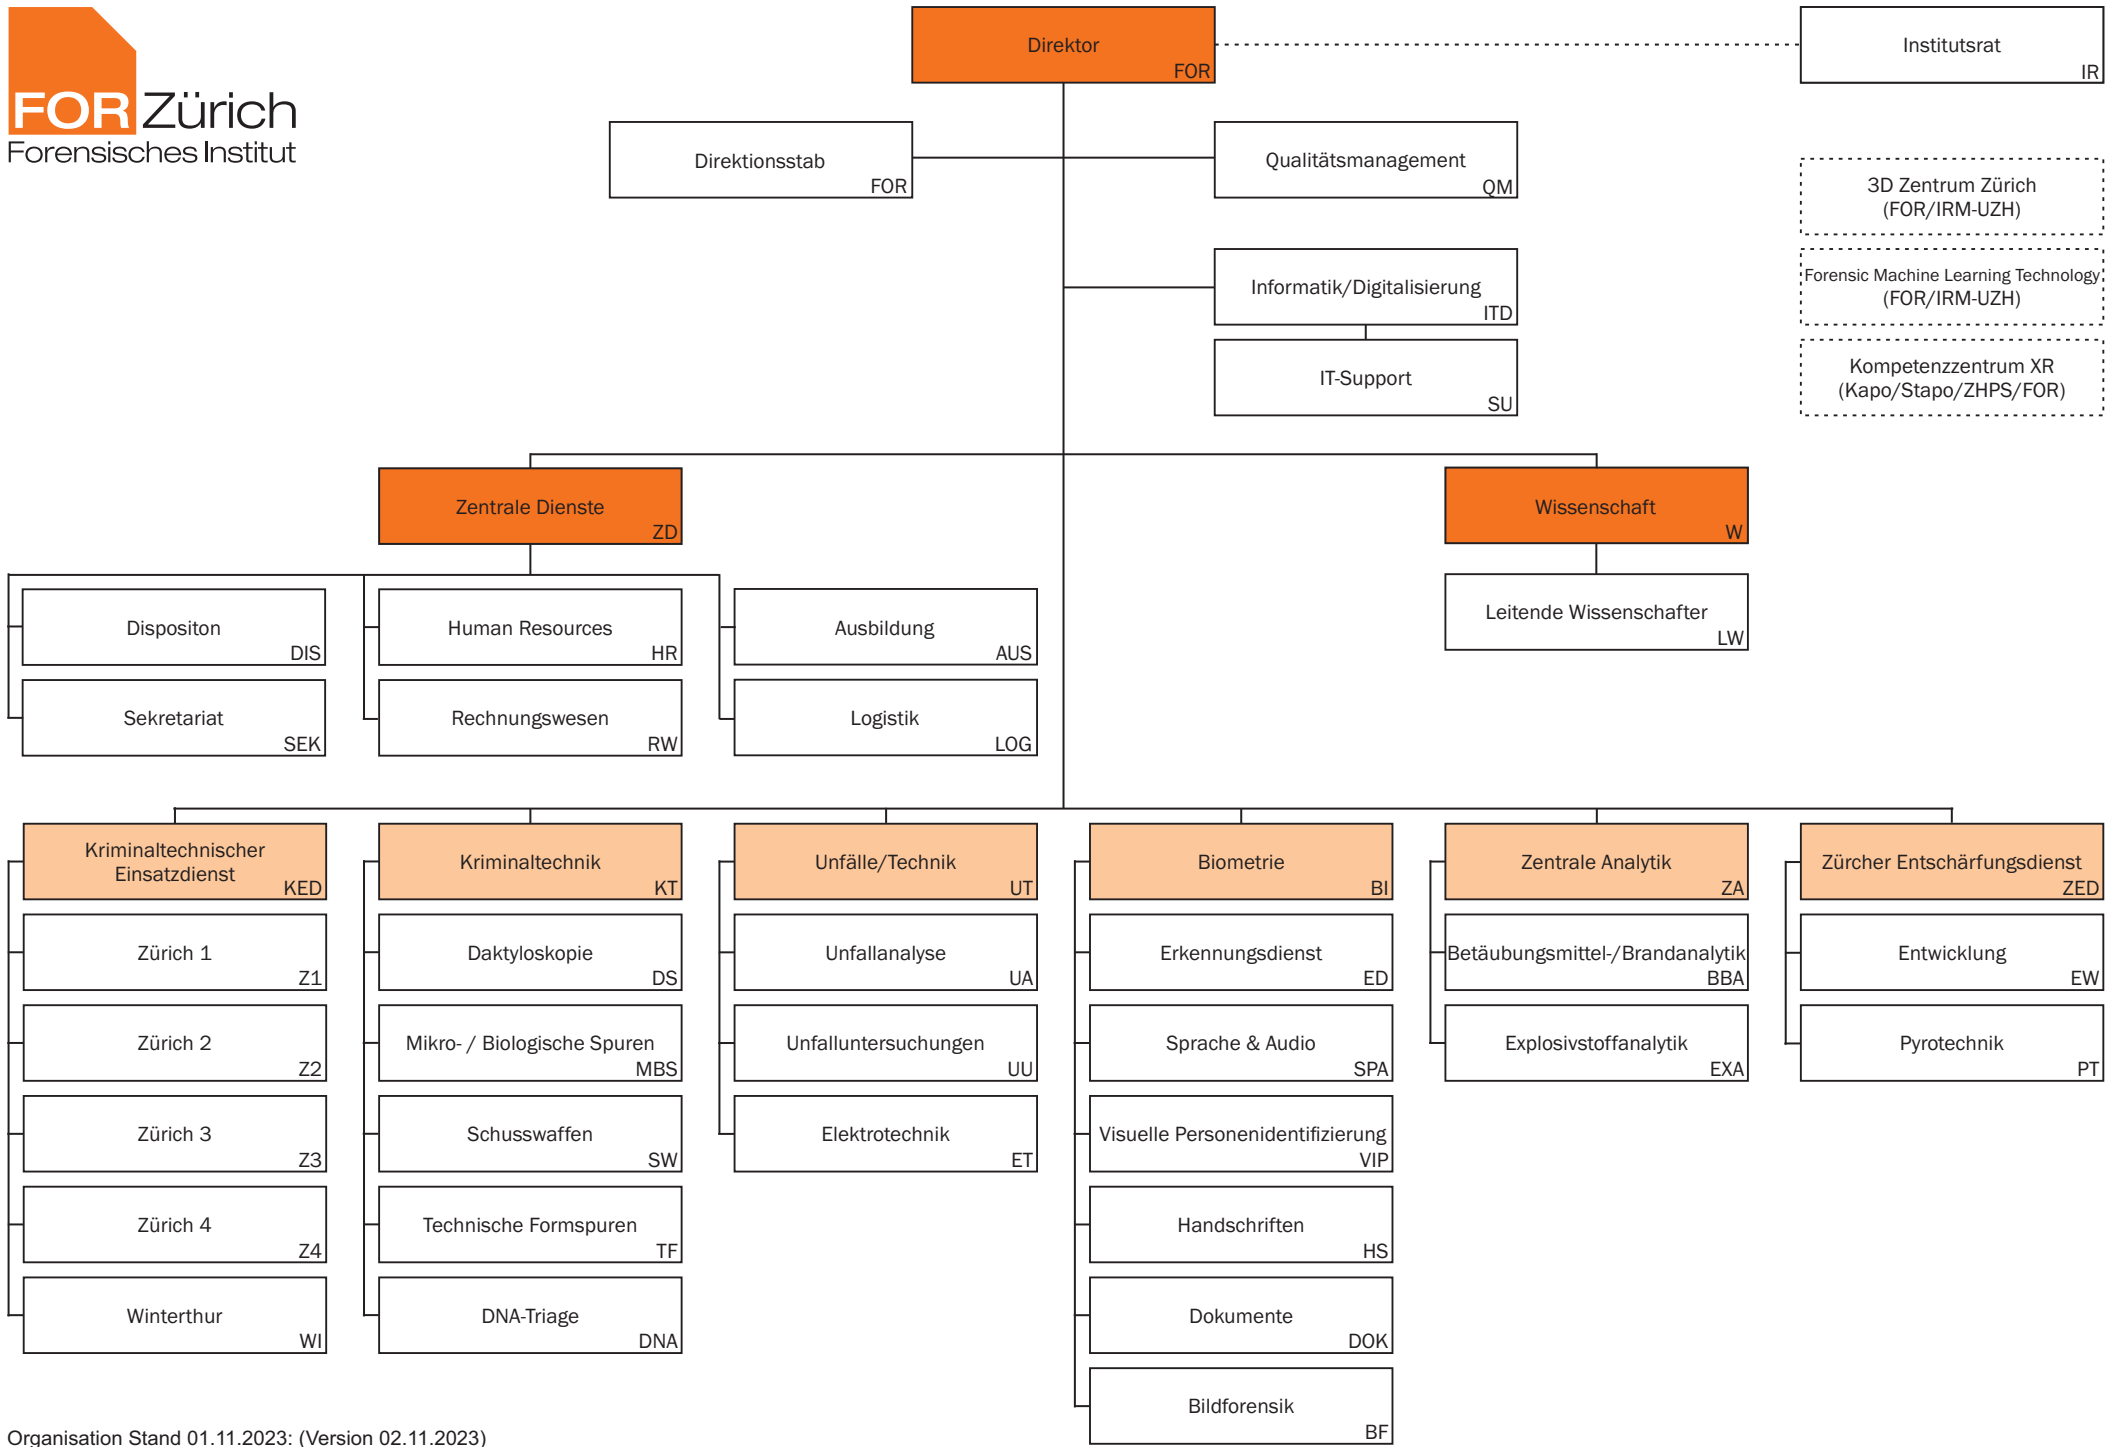 FOR Zürich
Forensisches Institut
Direktor
FOR
Institutsrat
IR
Direktionsstab
FOR
Qualitätsmanagement
QM
3D Zentrum Zürich
(FOR/IRM-UZH)
Informatik/Digitalisierung
ITD
Forensic Machine Learning Technology
(FOR/IRM-UZH)
IT-Support
SU
Kompetenzzentrum XR
(Kapo/Stapo/ZHPS/FOR)
Zentrale Dienste
ZD
Wissenschaft
W
Leitende Wissenschafter
LW
Dispositon
DIS
Human Resources
HR
Ausbildung
AUS
Sekretariat
SEK
Rechnungswesen
RW
Logistik
LOG
Kriminaltechnischer
Einsatzdienst
KED
Zürich 1
Z1
Zürich 2
Z2
Zürich 3
Z3
Zürich 4
Z4
Winterthur
WI
Kriminaltechnik
KT
Daktyloskopie
DS
Mikro- / Biologische Spuren
MBS
Schusswaffen
SW
Technische Formspuren
TF
DNA-Triage
DNA
Unfälle/Technik
UT
Unfallanalyse
UA
Unfalluntersuchungen
UU
Elektrotechnik
ET
Biometrie
BI
Erkennungsdienst
ED
Sprache & Audio
SPA
Visuelle Personenidentifizierung
VIP
Handschriften
HS
Dokumente
DOK
Bildforensik
BF
Zentrale Analytik
ZA
Betäubungsmittel-/Brandanalytik
BBA
Explosivstoffanalytik
EXA
Zürcher Entschärfungsdienst
ZED
Entwicklung
EW
Pyrotechnik
PT
Organisation Stand 01.11.2023: (Version 02.11.2023)